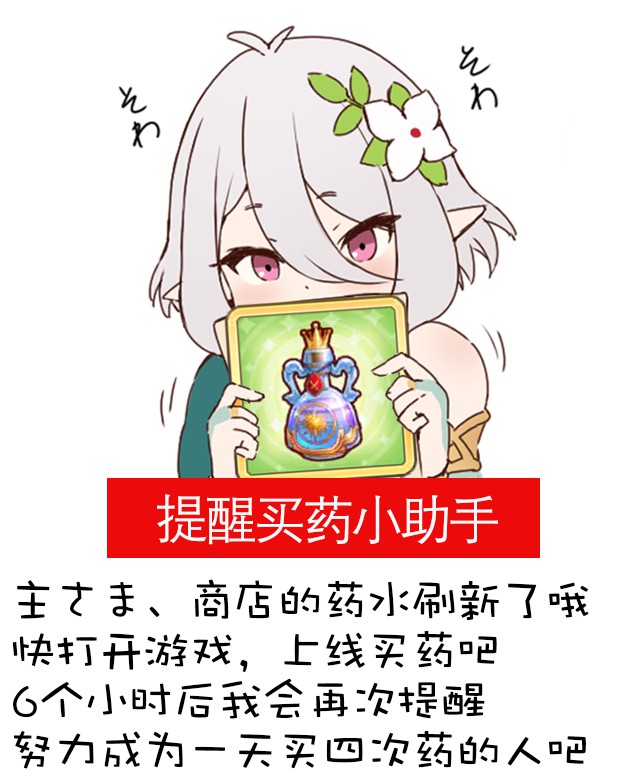 そわ
そわ
提醒买药小助手
主さま、商店的药水刷新了哦
快打开游戏，上线买药吧
6个小时后我会再次提醒
努力成为一天买四次药的人吧